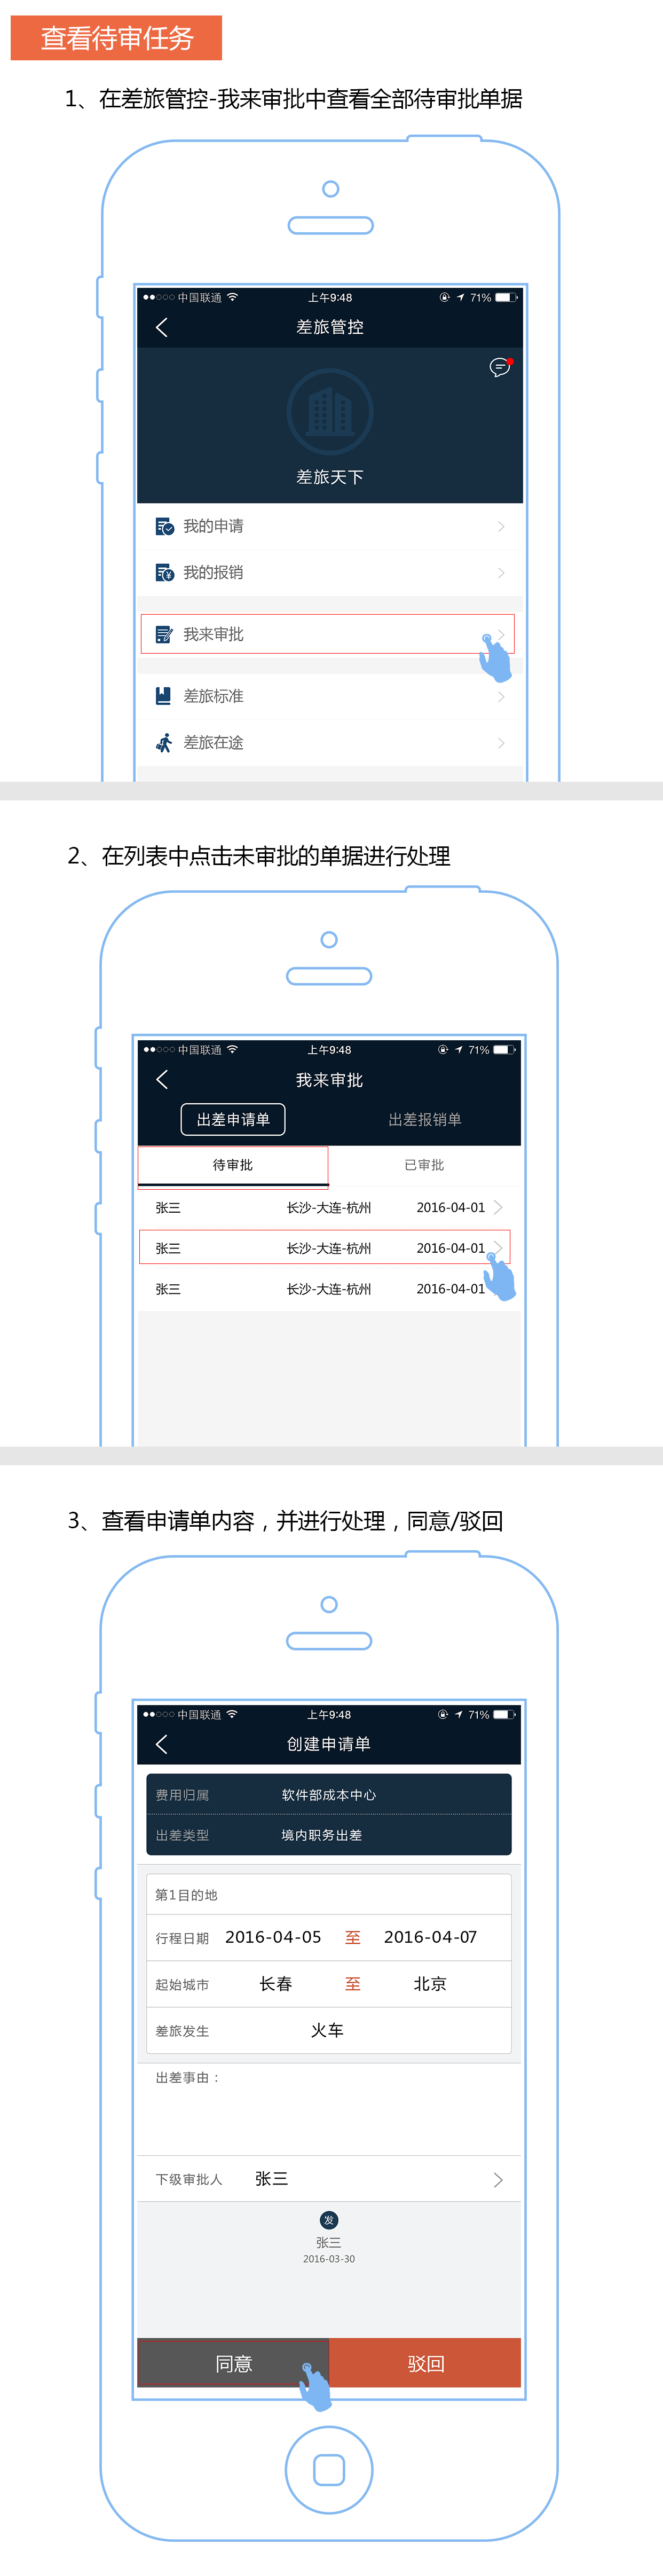 查看待审任务
1、在差旅管控-我来审批中查看全部待审批单据
中国联通 上午9:48 71%
差旅管控
差旅天下
我的申请
我的报销
我来审批
差旅标准
差旅在途
2、在列表中点击未审批的单据进行处理
中国联通 上午9:48 71%
我来审批
出差申请单 出差报销单
待审批 已审批
张三 长沙-大连-杭州 2016-04-01
张三 长沙-大连-杭州 2016-04-01
张三 长沙-大连-杭州 2016-04-01
3、查看申请单内容，并进行处理，同意/驳回
中国联通 上午9:48 71%
创建申请单
费用归属 软件部成本中心
出差类型 境内职务出差
第1目的地
行程日期 2016-04-05 至 2016-04-07
起始城市 长春 至 北京
差旅发生 火车
出差事由：
下级审批人 张三
发
张三
2016-03-30
同意 驳回